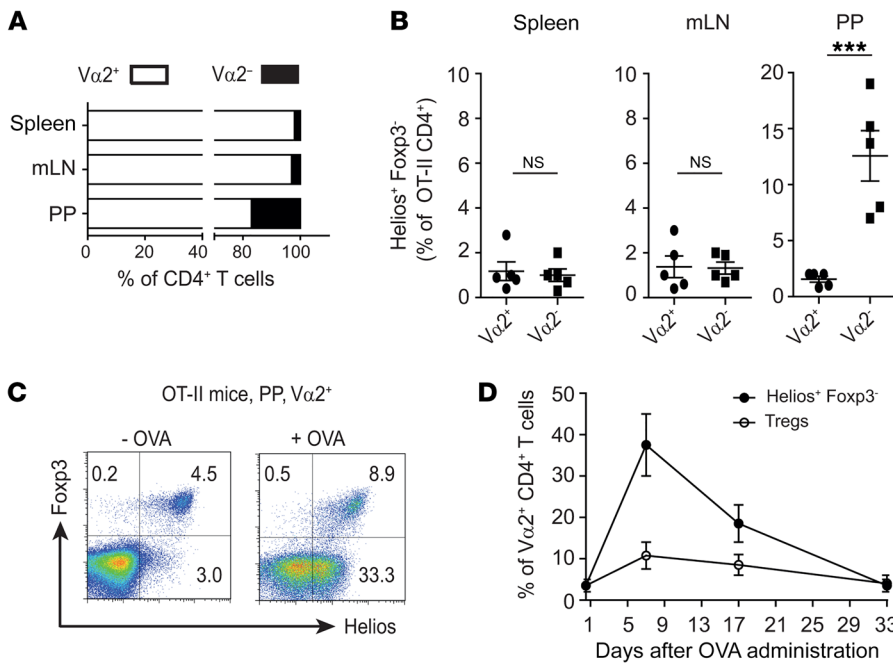 A
Vα2⁺
Vα2⁻
Spleen
mLN
PP
0 20 40 80 100
% of CD4⁺ T cells
B
Spleen
mLN
PP
Helios⁺ Foxp3⁻
(% of OT-II CD4⁺)
10
8
6
4
2
0
NS
Vα2⁺
Vα2⁻
10
8
6
4
2
0
NS
Vα2⁺
Vα2⁻
20
15
10
5
0
***
Vα2⁺
Vα2⁻
C
OT-II mice, PP, Vα2⁺
- OVA
+ OVA
Foxp3
0.2 4.5
3.0
0.5 8.9
33.3
Helios
D
% of Vα2⁺ CD4⁺ T cells
50
40
30
20
10
0
Helios⁺ Foxp3⁻
Tregs
1 5 9 13 17 21 25 29 33
Days after OVA administration